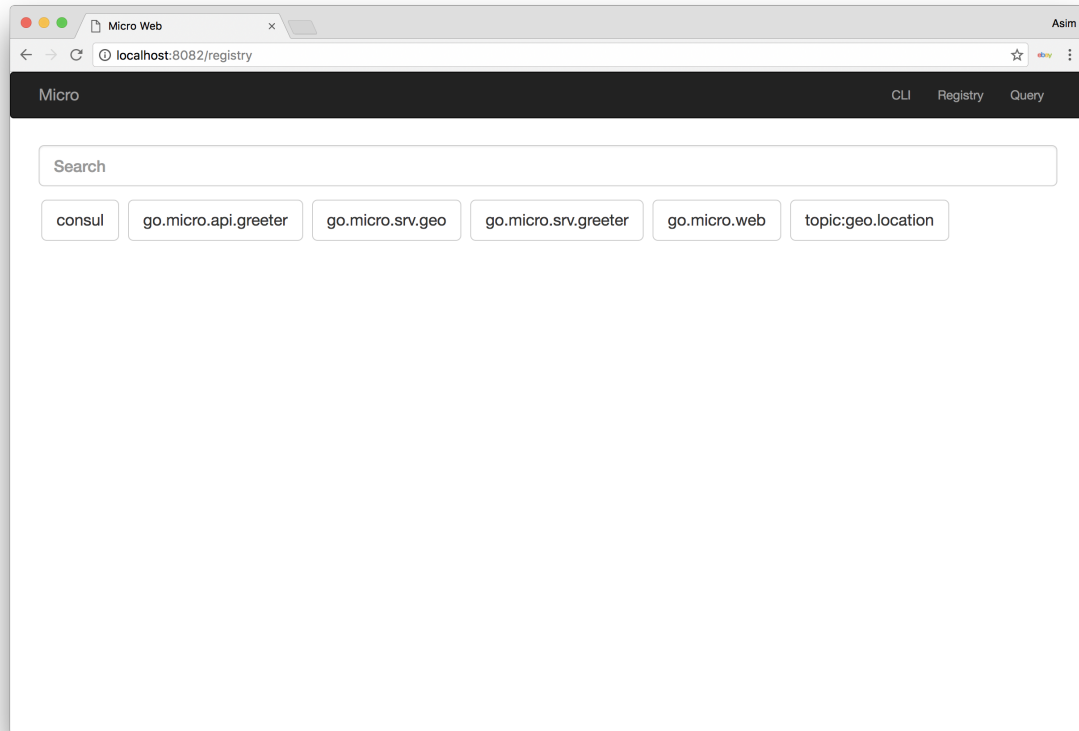 Micro Web
Asim
localhost:8082/registry
ebay
Micro CLI Registry Query
Search
consul go.micro.api.greeter go.micro.srv.geo go.micro.srv.greeter go.micro.web topic:geo.location